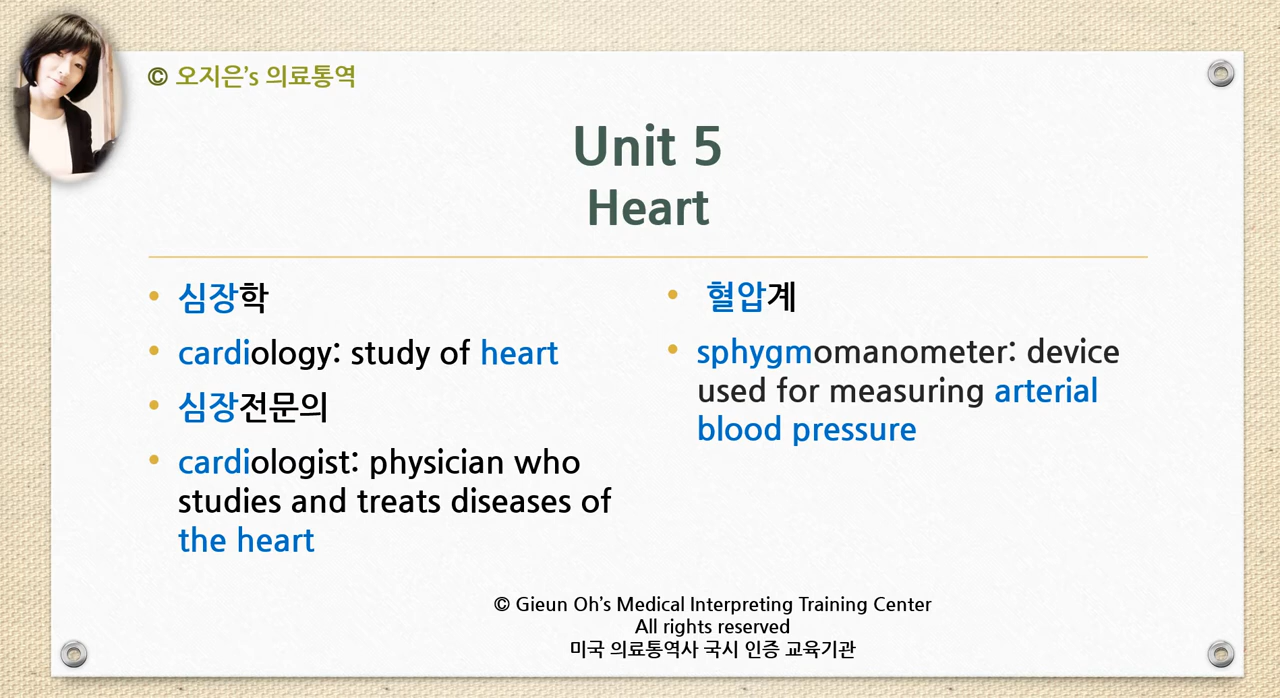 © 오지은’s 의료통역
Unit 5
Heart
• 심장학
• cardiology: study of heart
• 심장전문의
• cardiologist: physician who
studies and treats diseases of
the heart
• 혈압계
• sphygmomanometer: device
used for measuring arterial
blood pressure
© Gieun Oh’s Medical Interpreting Training Center
All rights reserved
미국 의료통역사 국시 인증 교육기관